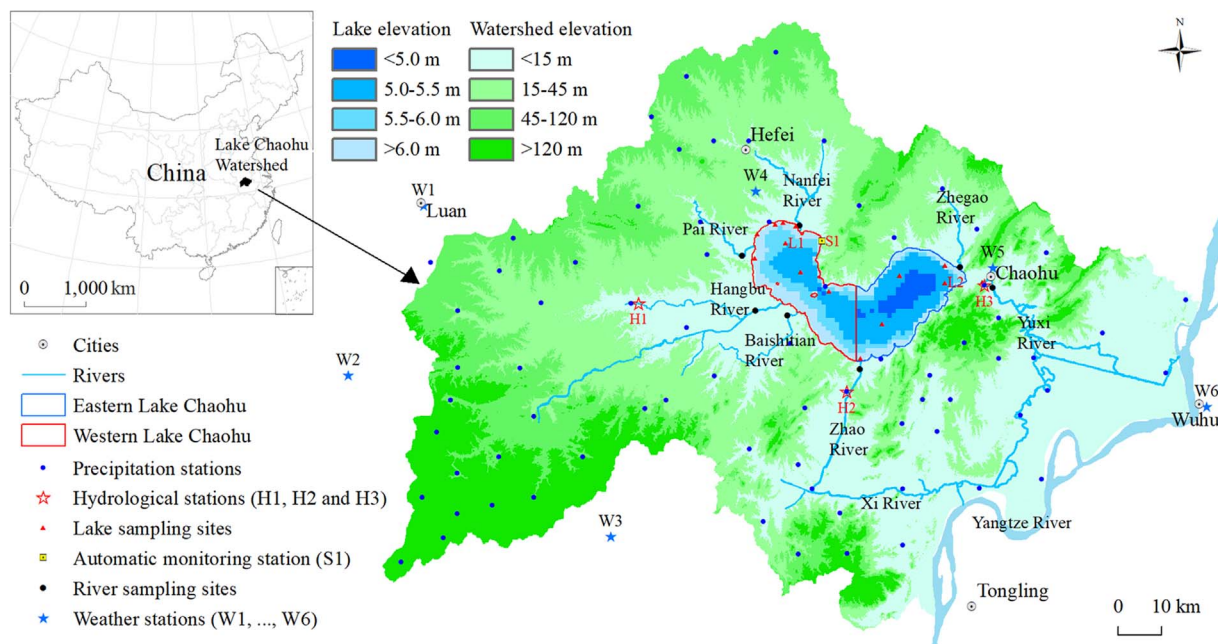 Lake elevation
<5.0 m
5.0-5.5 m
5.5-6.0 m
>6.0 m
Watershed elevation
<15 m
15-45 m
45-120 m
>120 m
N
China
Lake Chaohu
Watershed
0 1,000 km
W1
Luan
W2
W3
Hefei
W4
Nanfei
River
Pai River
L1
S1
Zhegao
River
W5
Chaohu
L2
H3
H1
Hangbu
River
Baishitian
River
Yuxi
River
H2
Zhao
River
W6
Wuhu
Xi River
Yangtze River
Tongling
0 10 km
Cities
Rivers
Eastern Lake Chaohu
Western Lake Chaohu
Precipitation stations
Hydrological stations (H1, H2 and H3)
Lake sampling sites
Automatic monitoring station (S1)
River sampling sites
Weather stations (W1, ..., W6)